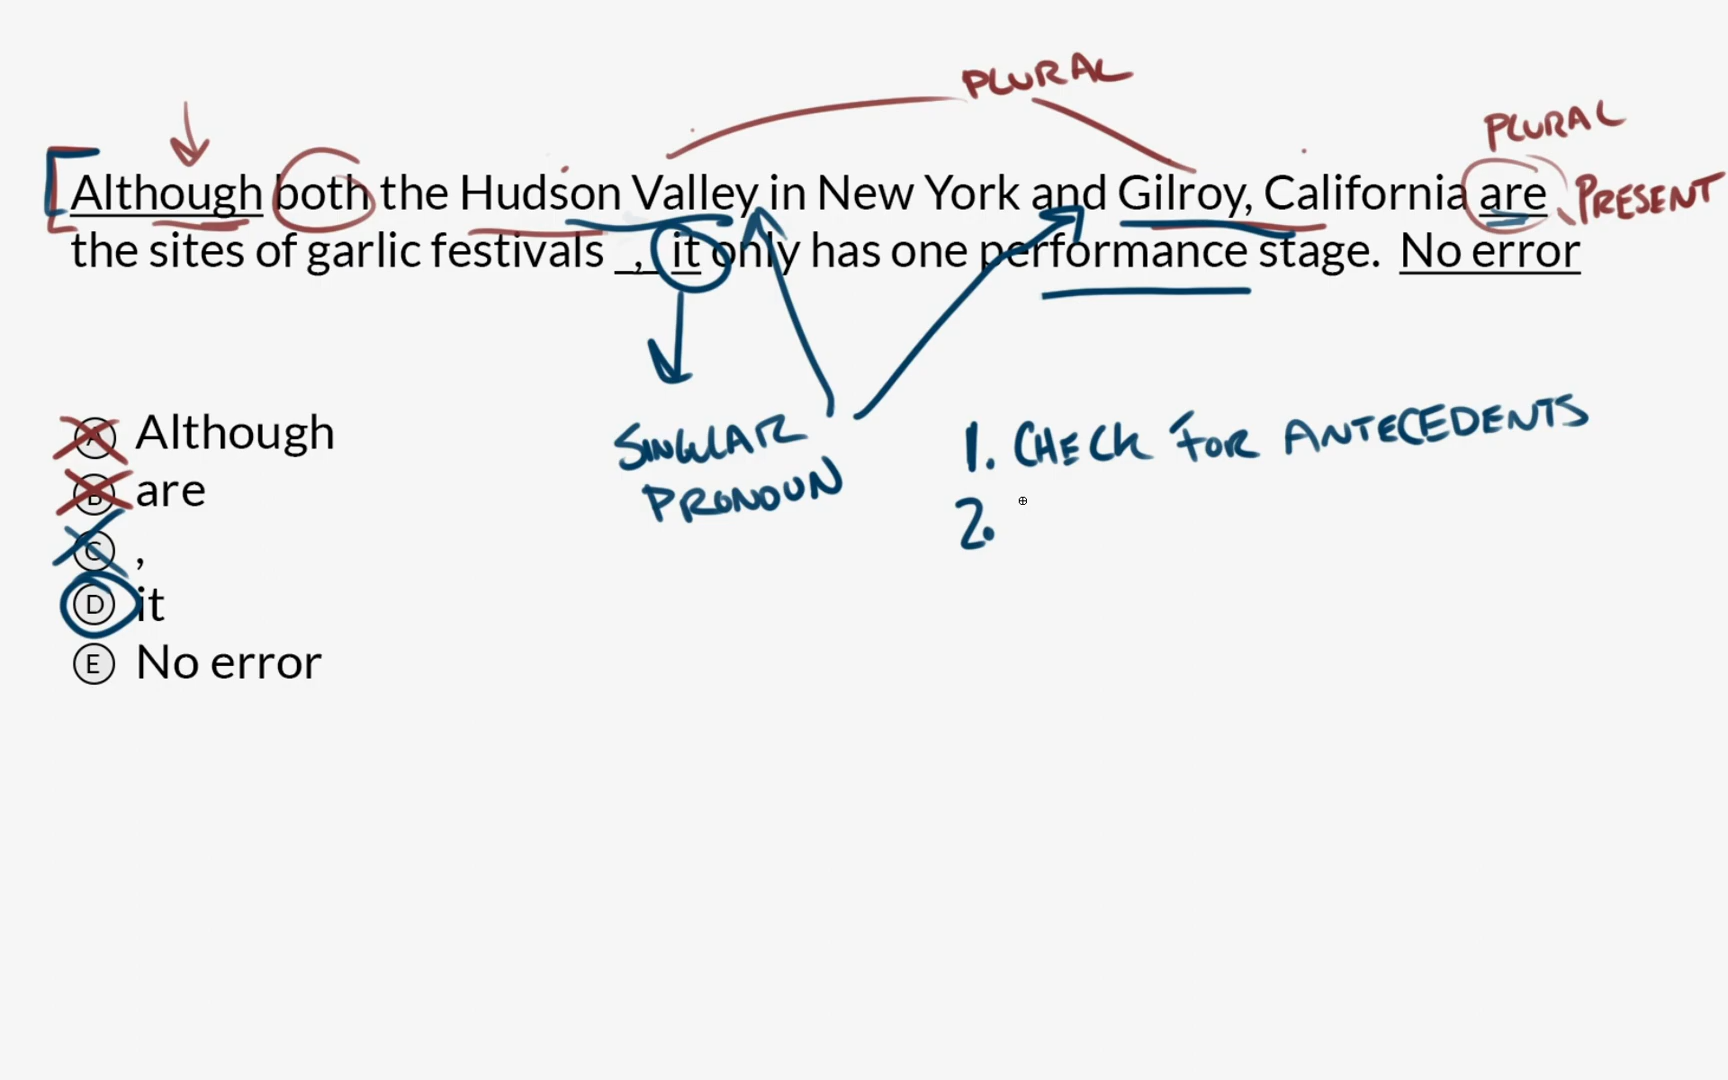 PLURAL
PLURAL
Although both the Hudson Valley in New York and Gilroy, California are PRESENT
the sites of garlic festivals , it only has one performance stage. No error
A Although
B are
C ,
D it
E No error
SINGULAR
PRONOUN
1. CHECK FOR ANTECEDENTS
2.